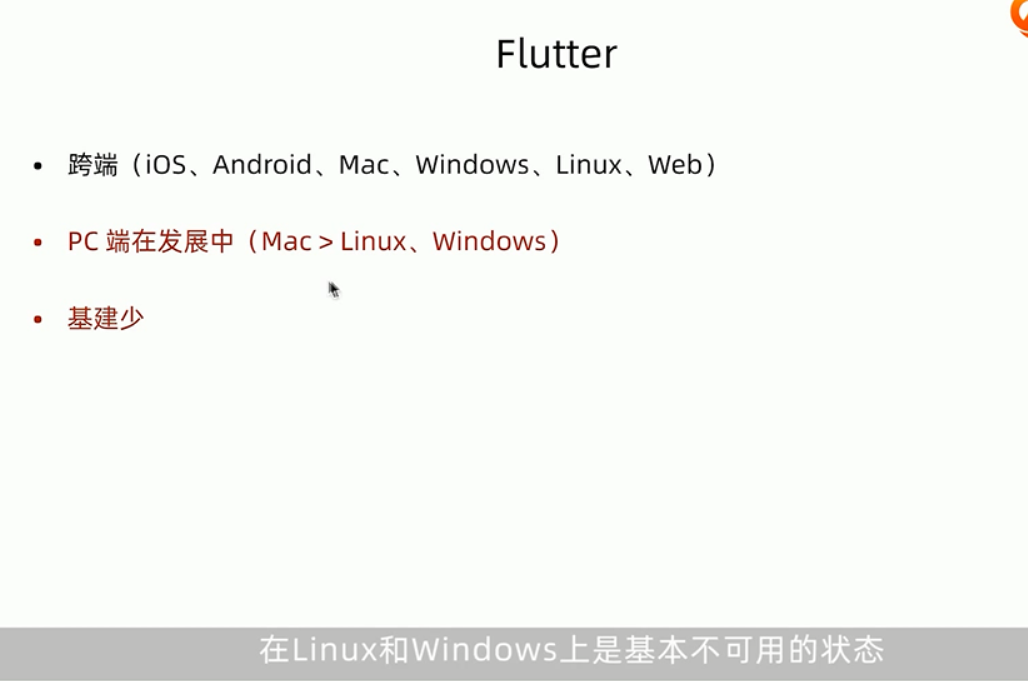 Flutter
• 跨端（iOS、Android、Mac、Windows、Linux、Web）
• PC 端在发展中（Mac > Linux、Windows）
• 基建少
在Linux和Windows上是基本不可用的状态